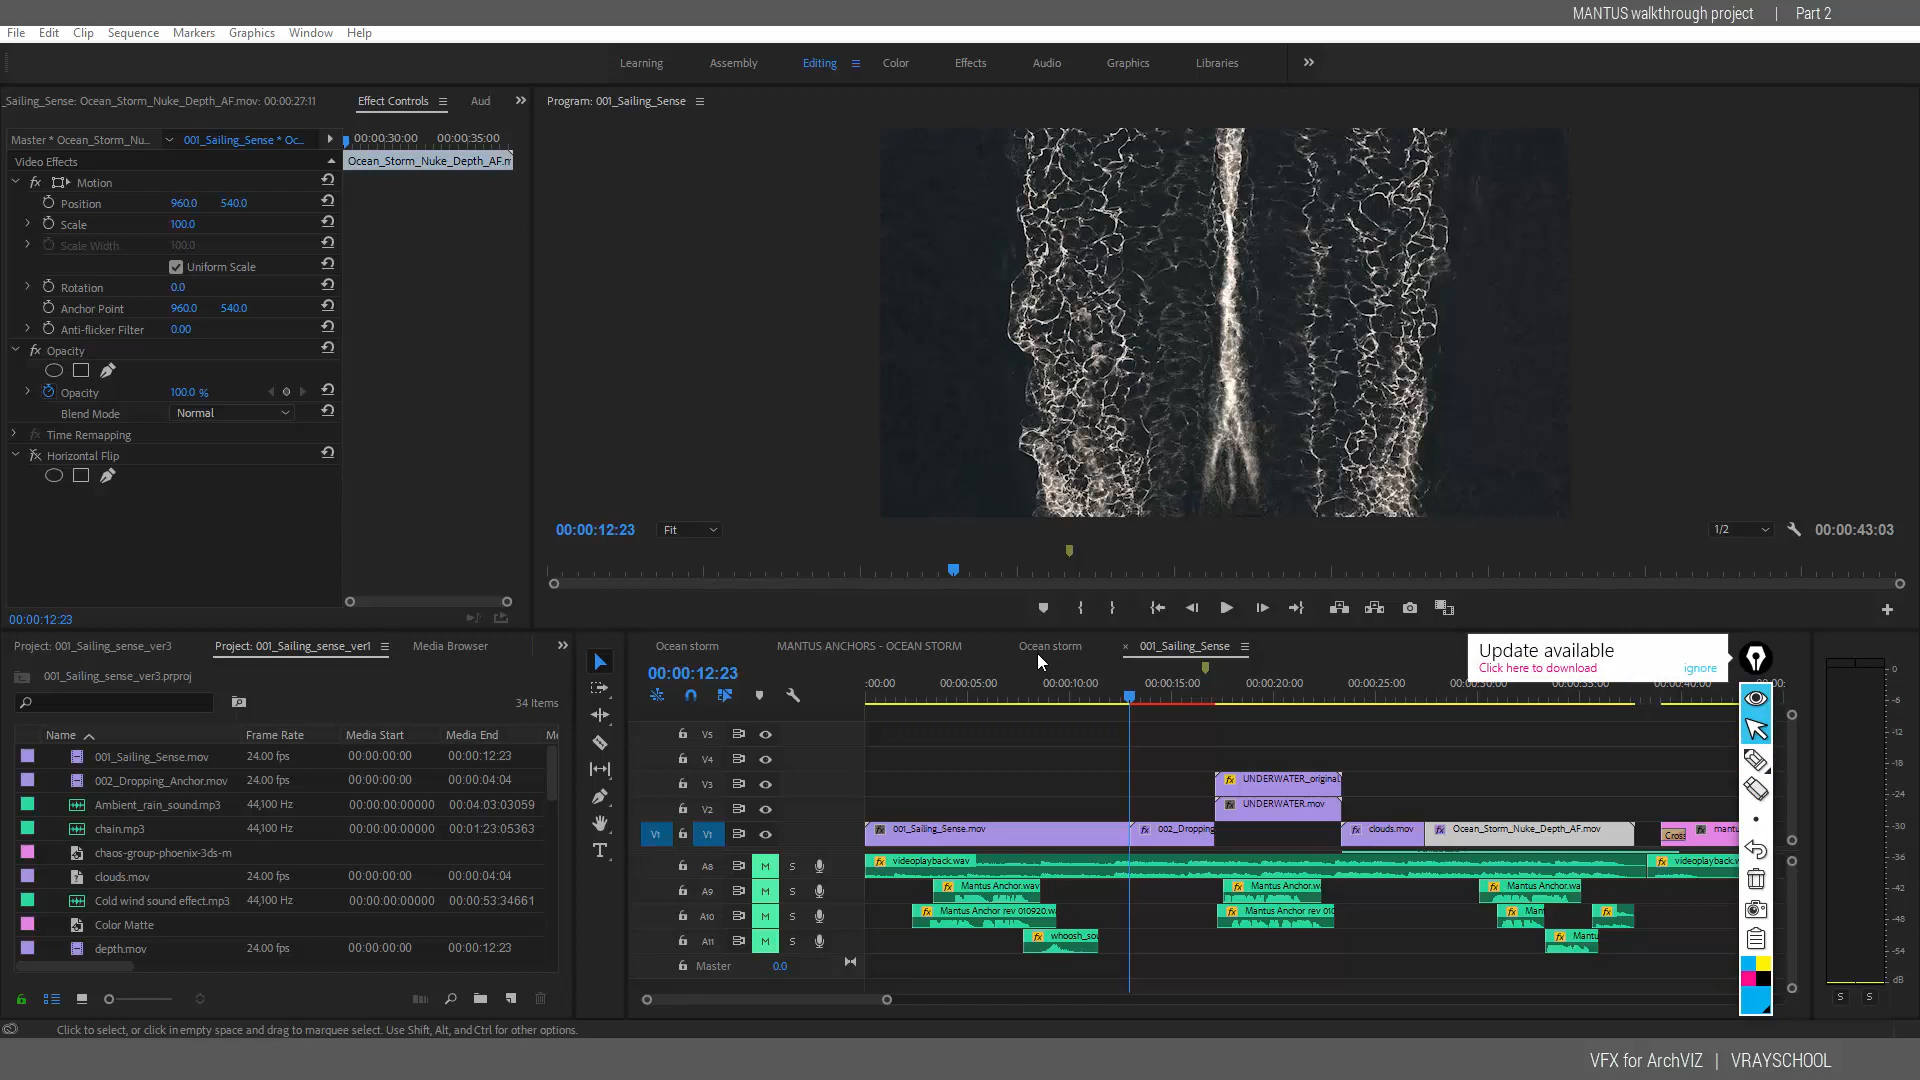 MANTUS walkthrough project | Part 2
File Edit Clip Sequence Markers Graphics Window Help
Learning Assembly Editing Color Effects Audio Graphics Libraries
_Sailing_Sense: Ocean_Storm_Nuke_Depth_AF.mov: 00:00:27:11 Effect Controls Aud
Program: 001_Sailing_Sense
Master * Ocean_Storm_Nu... 001_Sailing_Sense * Oc... 00:00:30:00 00:00:35:00
Video Effects Ocean_Storm_Nuke_Depth_AF.m
fx Motion
Position 960.0 540.0
Scale 100.0
Scale Width 100.0
Uniform Scale
Rotation 0.0
Anchor Point 960.0 540.0
Anti-flicker Filter 0.00
fx Opacity
Opacity 100.0 %
Blend Mode Normal
fx Time Remapping
fx Horizontal Flip
00:00:12:23
00:00:12:23 Fit 1/2 00:00:43:03
Project: 001_Sailing_sense_ver3 Project: 001_Sailing_sense_ver1 Media Browser
001_Sailing_sense_ver3.prproj
34 Items
Name Frame Rate Media Start Media End
001_Sailing_Sense.mov 24.00 fps 00:00:00:00 00:00:12:23
002_Dropping_Anchor.mov 24.00 fps 00:00:00:00 00:00:04:04
Ambient_rain_sound.mp3 44,100 Hz 00:00:00:00000 00:04:03:03059
chain.mp3 44,100 Hz 00:00:00:00000 00:01:23:05363
chaos-group-phoenix-3ds-m
clouds.mov 24.00 fps 00:00:00:00 00:00:04:04
Cold wind sound effect.mp3 44,100 Hz 00:00:00:00000 00:00:53:34661
Color Matte
depth.mov 24.00 fps 00:00:00:00 00:00:12:23
Ocean storm MANTUS ANCHORS - OCEAN STORM Ocean storm × 001_Sailing_Sense
Update available
Click here to download ignore
00:00:12:23
:00:00 00:00:05:00 00:00:10:00 00:00:15:00 00:00:20:00 00:00:25:00
V5
V4
V3 fx UNDERWATER_original.
V2 fx UNDERWATER.mov
V1 V1 fx 001_Sailing_Sense.mov fx 002_Dropping fx clouds.mov fx Ocean_Storm_Nuke_Depth_AF.mov Cross fx mantu
A8 M S fx videoplayback.wav fx videoplayback.w
A9 M S fx Mantus Anchor.wav fx Mantus Anchor.wa fx Mantus Anchor.wa
A10 M S fx Mantus Anchor rev 010920.wa fx Mantus Anchor rev 010 fx Man fx
A11 M S fx whoosh_sou fx Mantu
Master 0.0
0
-6
-12
-18
-24
-30
-36
-42
-48
-54
dB
S S
Click to select, or click in empty space and drag to marquee select. Use Shift, Alt, and Ctrl for other options.
VFX for ArchVIZ | VRAYSCHOOL